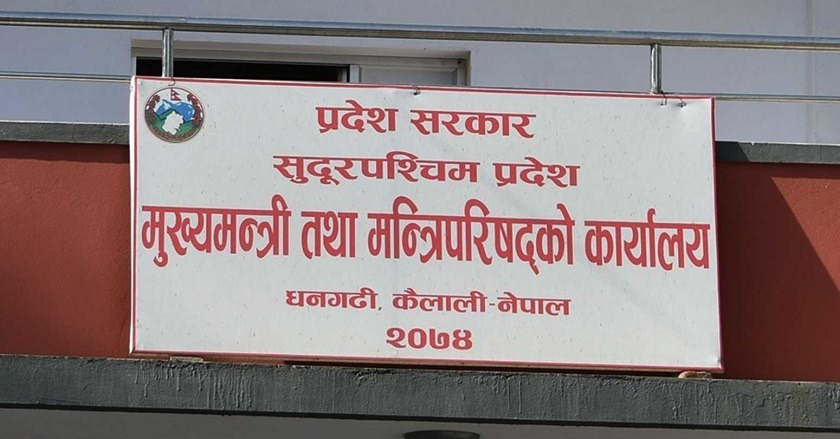 प्रदेश सरकार
सुदूरपश्चिम प्रदेश
मुख्यमन्त्री तथा मन्त्रिपरिषद्को कार्यालय
धनगढी, कैलाली-नेपाल
२०७४